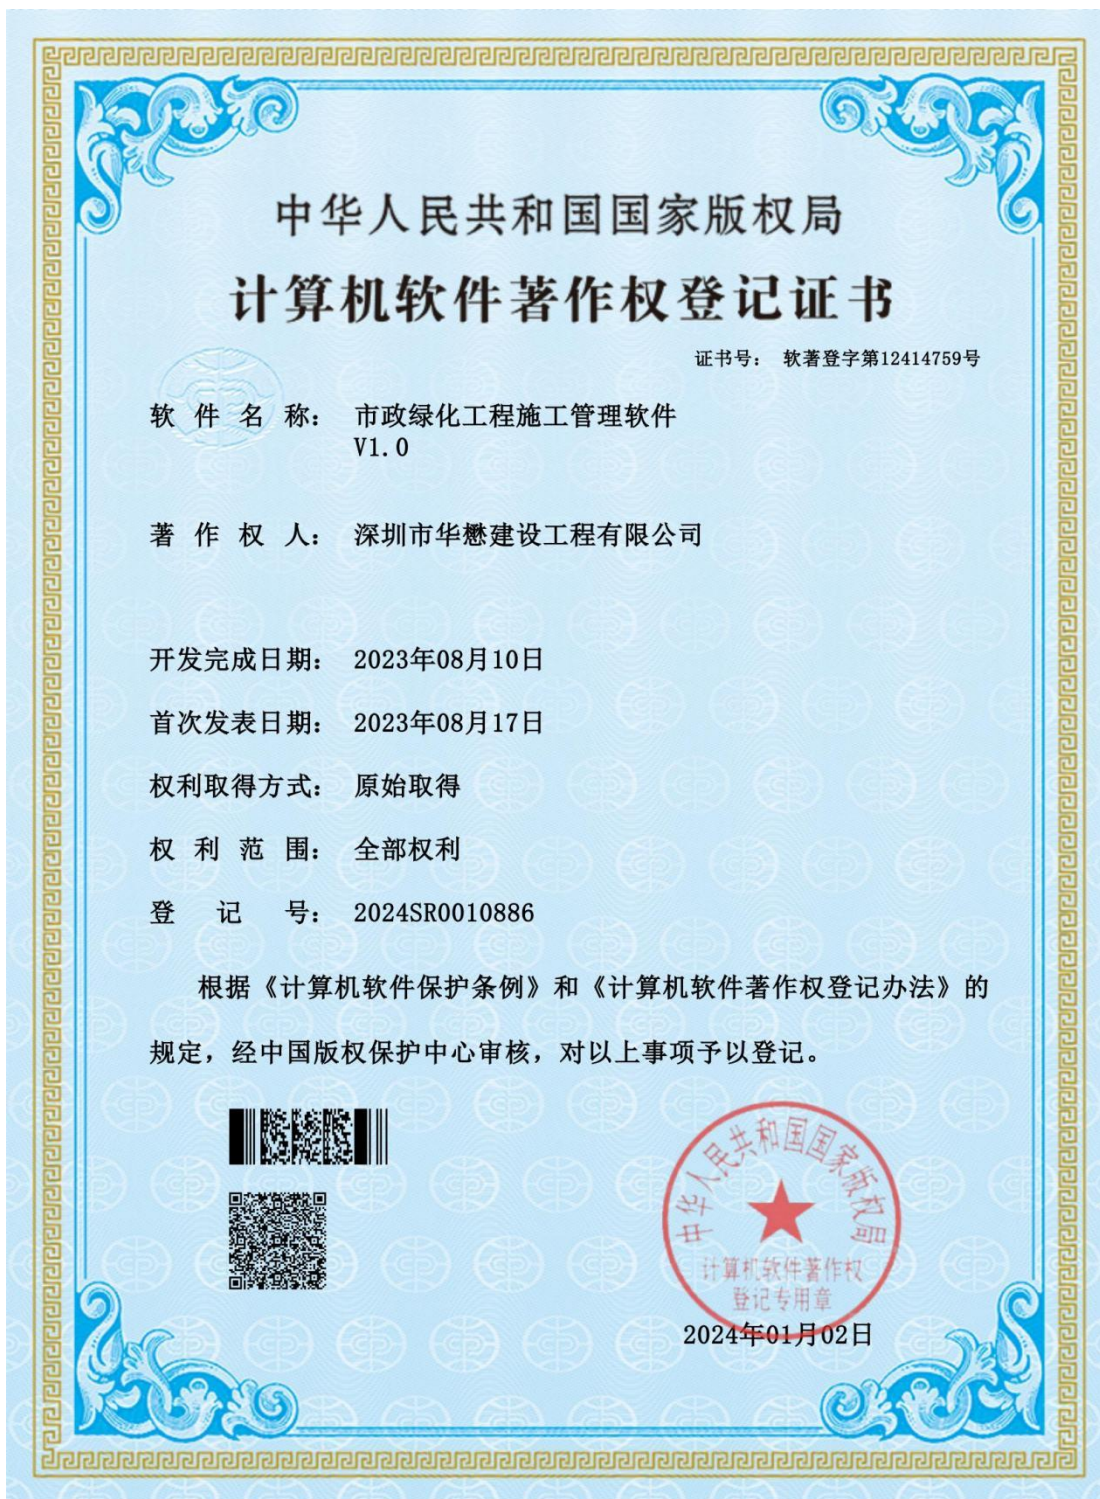 中华人民共和国国家版权局
计算机软件著作权登记证书
证书号： 软著登字第12414759号
软件名称： 市政绿化工程施工管理软件
V1.0
著作权人： 深圳市华懋建设工程有限公司
开发完成日期： 2023年08月10日
首次发表日期： 2023年08月17日
权利取得方式： 原始取得
权利范围： 全部权利
登记号： 2024SR0010886
根据《计算机软件保护条例》和《计算机软件著作权登记办法》的
规定，经中国版权保护中心审核，对以上事项予以登记。
中华人民共和国国家版权局
计算机软件著作权
登记专用章
2024年01月02日